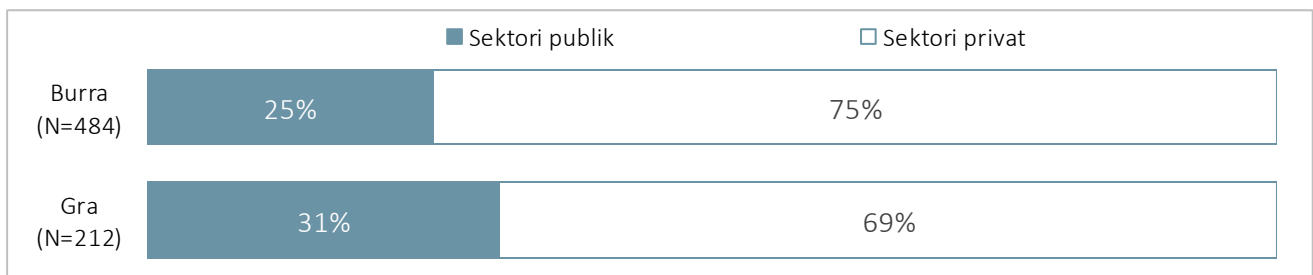 Sektori publik Sektori privat
Burra
(N=484)
25% 75%
Gra
(N=212)
31% 69%